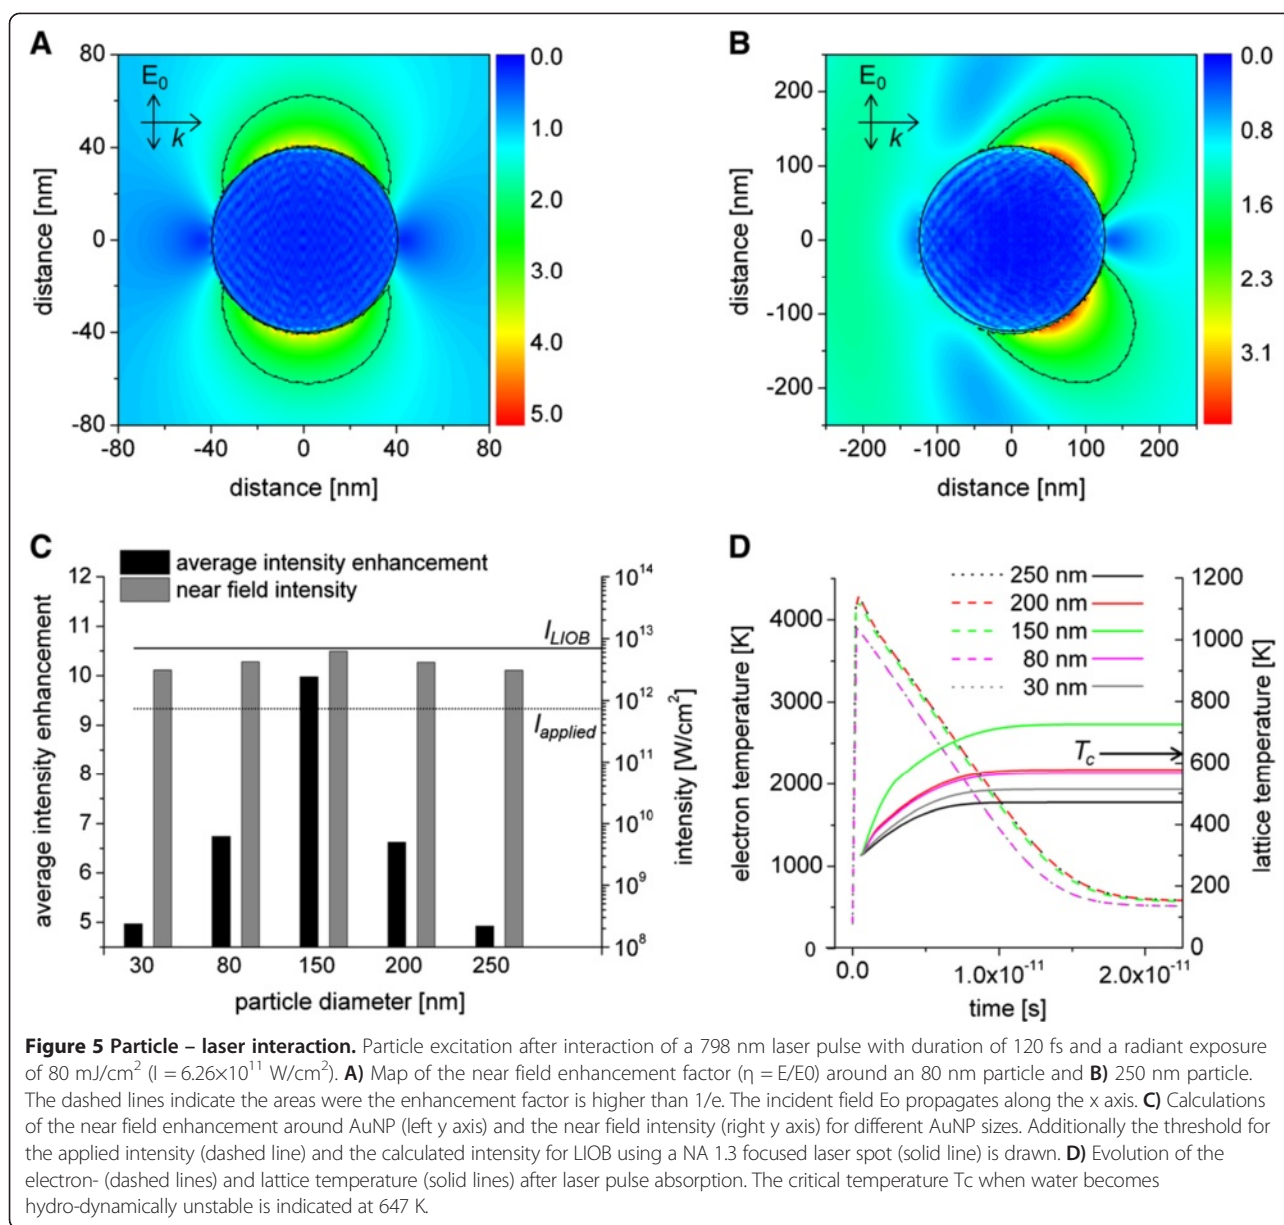 A
B
80
40
0
-40
-80
distance [nm]
E0
k
-80
-40
0
40
80
distance [nm]
0.0
1.0
2.0
3.0
4.0
5.0
200
100
0
-100
-200
distance [nm]
E0
k
-200
-100
0
100
200
distance [nm]
0.0
0.8
1.6
2.3
3.1
C
average intensity enhancement
near field intensity
12
11
10
9
8
7
6
5
average intensity enhancement
I_LIOB
I_applied
10^14
10^13
10^12
10^11
10^10
10^9
10^8
intensity [W/cm^2]
30
80
150
200
250
particle diameter [nm]
D
250 nm
200 nm
150 nm
80 nm
30 nm
4000
3000
2000
1000
0
electron temperature [K]
Tc
1200
1000
800
600
400
200
0
lattice temperature [K]
0.0
1.0x10^-11
2.0x10^-11
time [s]
Figure 5 Particle – laser interaction. Particle excitation after interaction of a 798 nm laser pulse with duration of 120 fs and a radiant exposure
of 80 mJ/cm² (I = 6.26×10¹¹ W/cm²). A) Map of the near field enhancement factor (η = E/E0) around an 80 nm particle and B) 250 nm particle.
The dashed lines indicate the areas were the enhancement factor is higher than 1/e. The incident field Eo propagates along the x axis. C) Calculations
of the near field enhancement around AuNP (left y axis) and the near field intensity (right y axis) for different AuNP sizes. Additionally the threshold for
the applied intensity (dashed line) and the calculated intensity for LIOB using a NA 1.3 focused laser spot (solid line) is drawn. D) Evolution of the
electron- (dashed lines) and lattice temperature (solid lines) after laser pulse absorption. The critical temperature Tc when water becomes
hydro-dynamically unstable is indicated at 647 K.